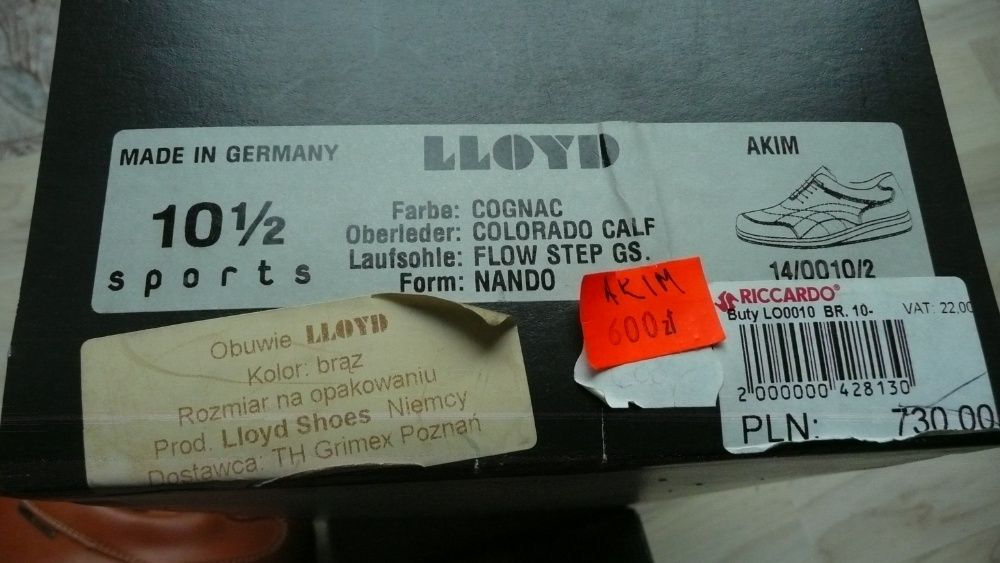 MADE IN GERMANY
LLOYD
AKIM
10½
sports
Farbe: COGNAC
Oberleder: COLORADO CALF
Laufsohle: FLOW STEP GS.
Form: NANDO
14/0010/2
AKIM
600zł
RICCARDO®
Buty LO0010 BR. 10-
VAT: 22.00
2 000000 428130
PLN: 730.00
Obuwie LLOYD
Kolor: brąz
Rozmiar na opakowaniu
Prod. Lloyd Shoes Niemcy
Dostawca: TH Grimex Poznań